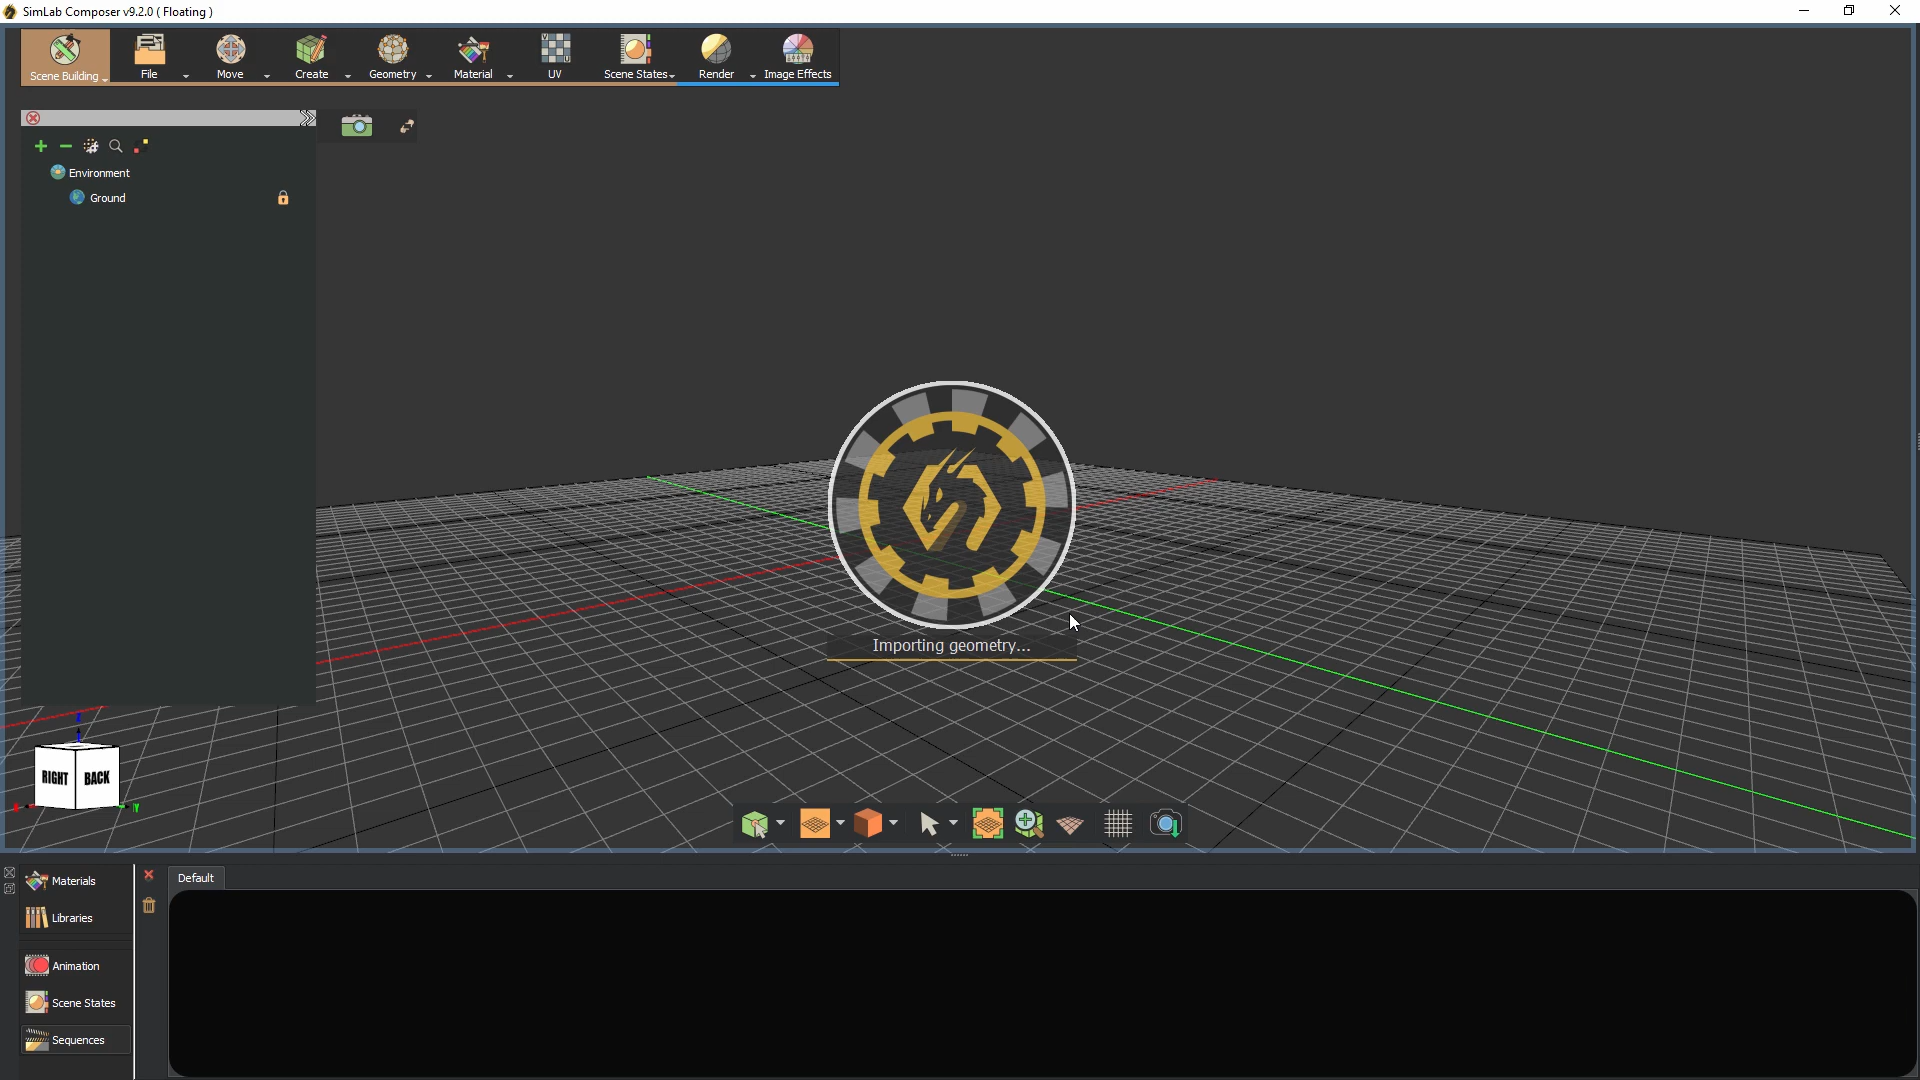 SimLab Composer v9.2.0 ( Floating )
Scene Building
File
Move
Create
Geometry
Material
UV
Scene States
Render
Image Effects
Environment
Ground
Importing geometry...
RIGHT
BACK
Materials
Libraries
Animation
Scene States
Sequences
Default